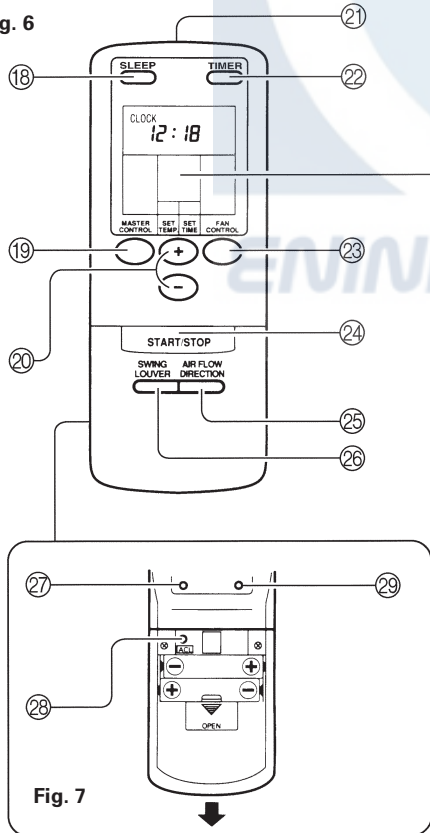 g. 6
㉑
⑱ SLEEP TIMER ㉒
CLOCK
12:18
MASTER CONTROL SET TEMP. SET TIME FAN CONTROL
⑲ + ㉓
⑳ −
START/STOP ㉔
SWING LOUVER AIR FLOW DIRECTION
㉕
㉖
㉗ ㉙
㉘ ACL
− +
+ −
OPEN
Fig. 7